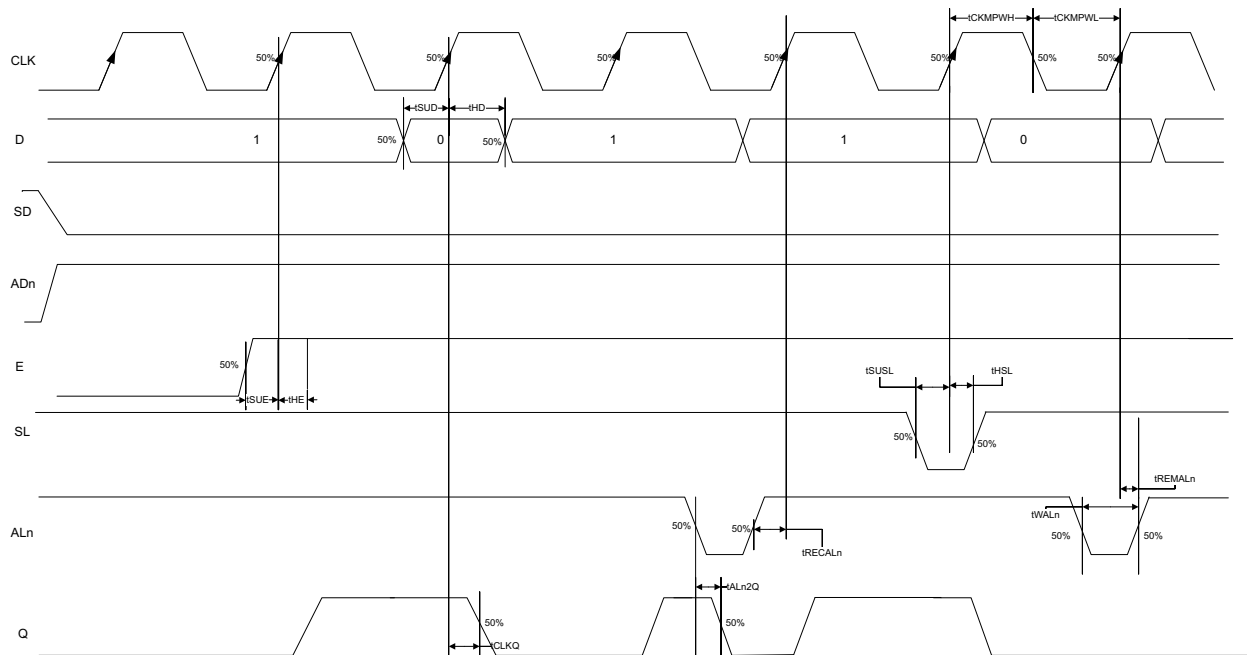 tCKMPWH tCKMPWL
CLK 50% 50% 50% 50% 50% 50% 50%
tSUD tHD
D 1 50% 0 50% 1 1 0
SD
ADn
E 50%
tSUE tHE
tSUSL tHSL
SL 50% 50%
tREMALn
tWALn
ALn 50% 50% 50% 50%
tRECALn
tALn2Q
Q 50% 50%
tCLKQ